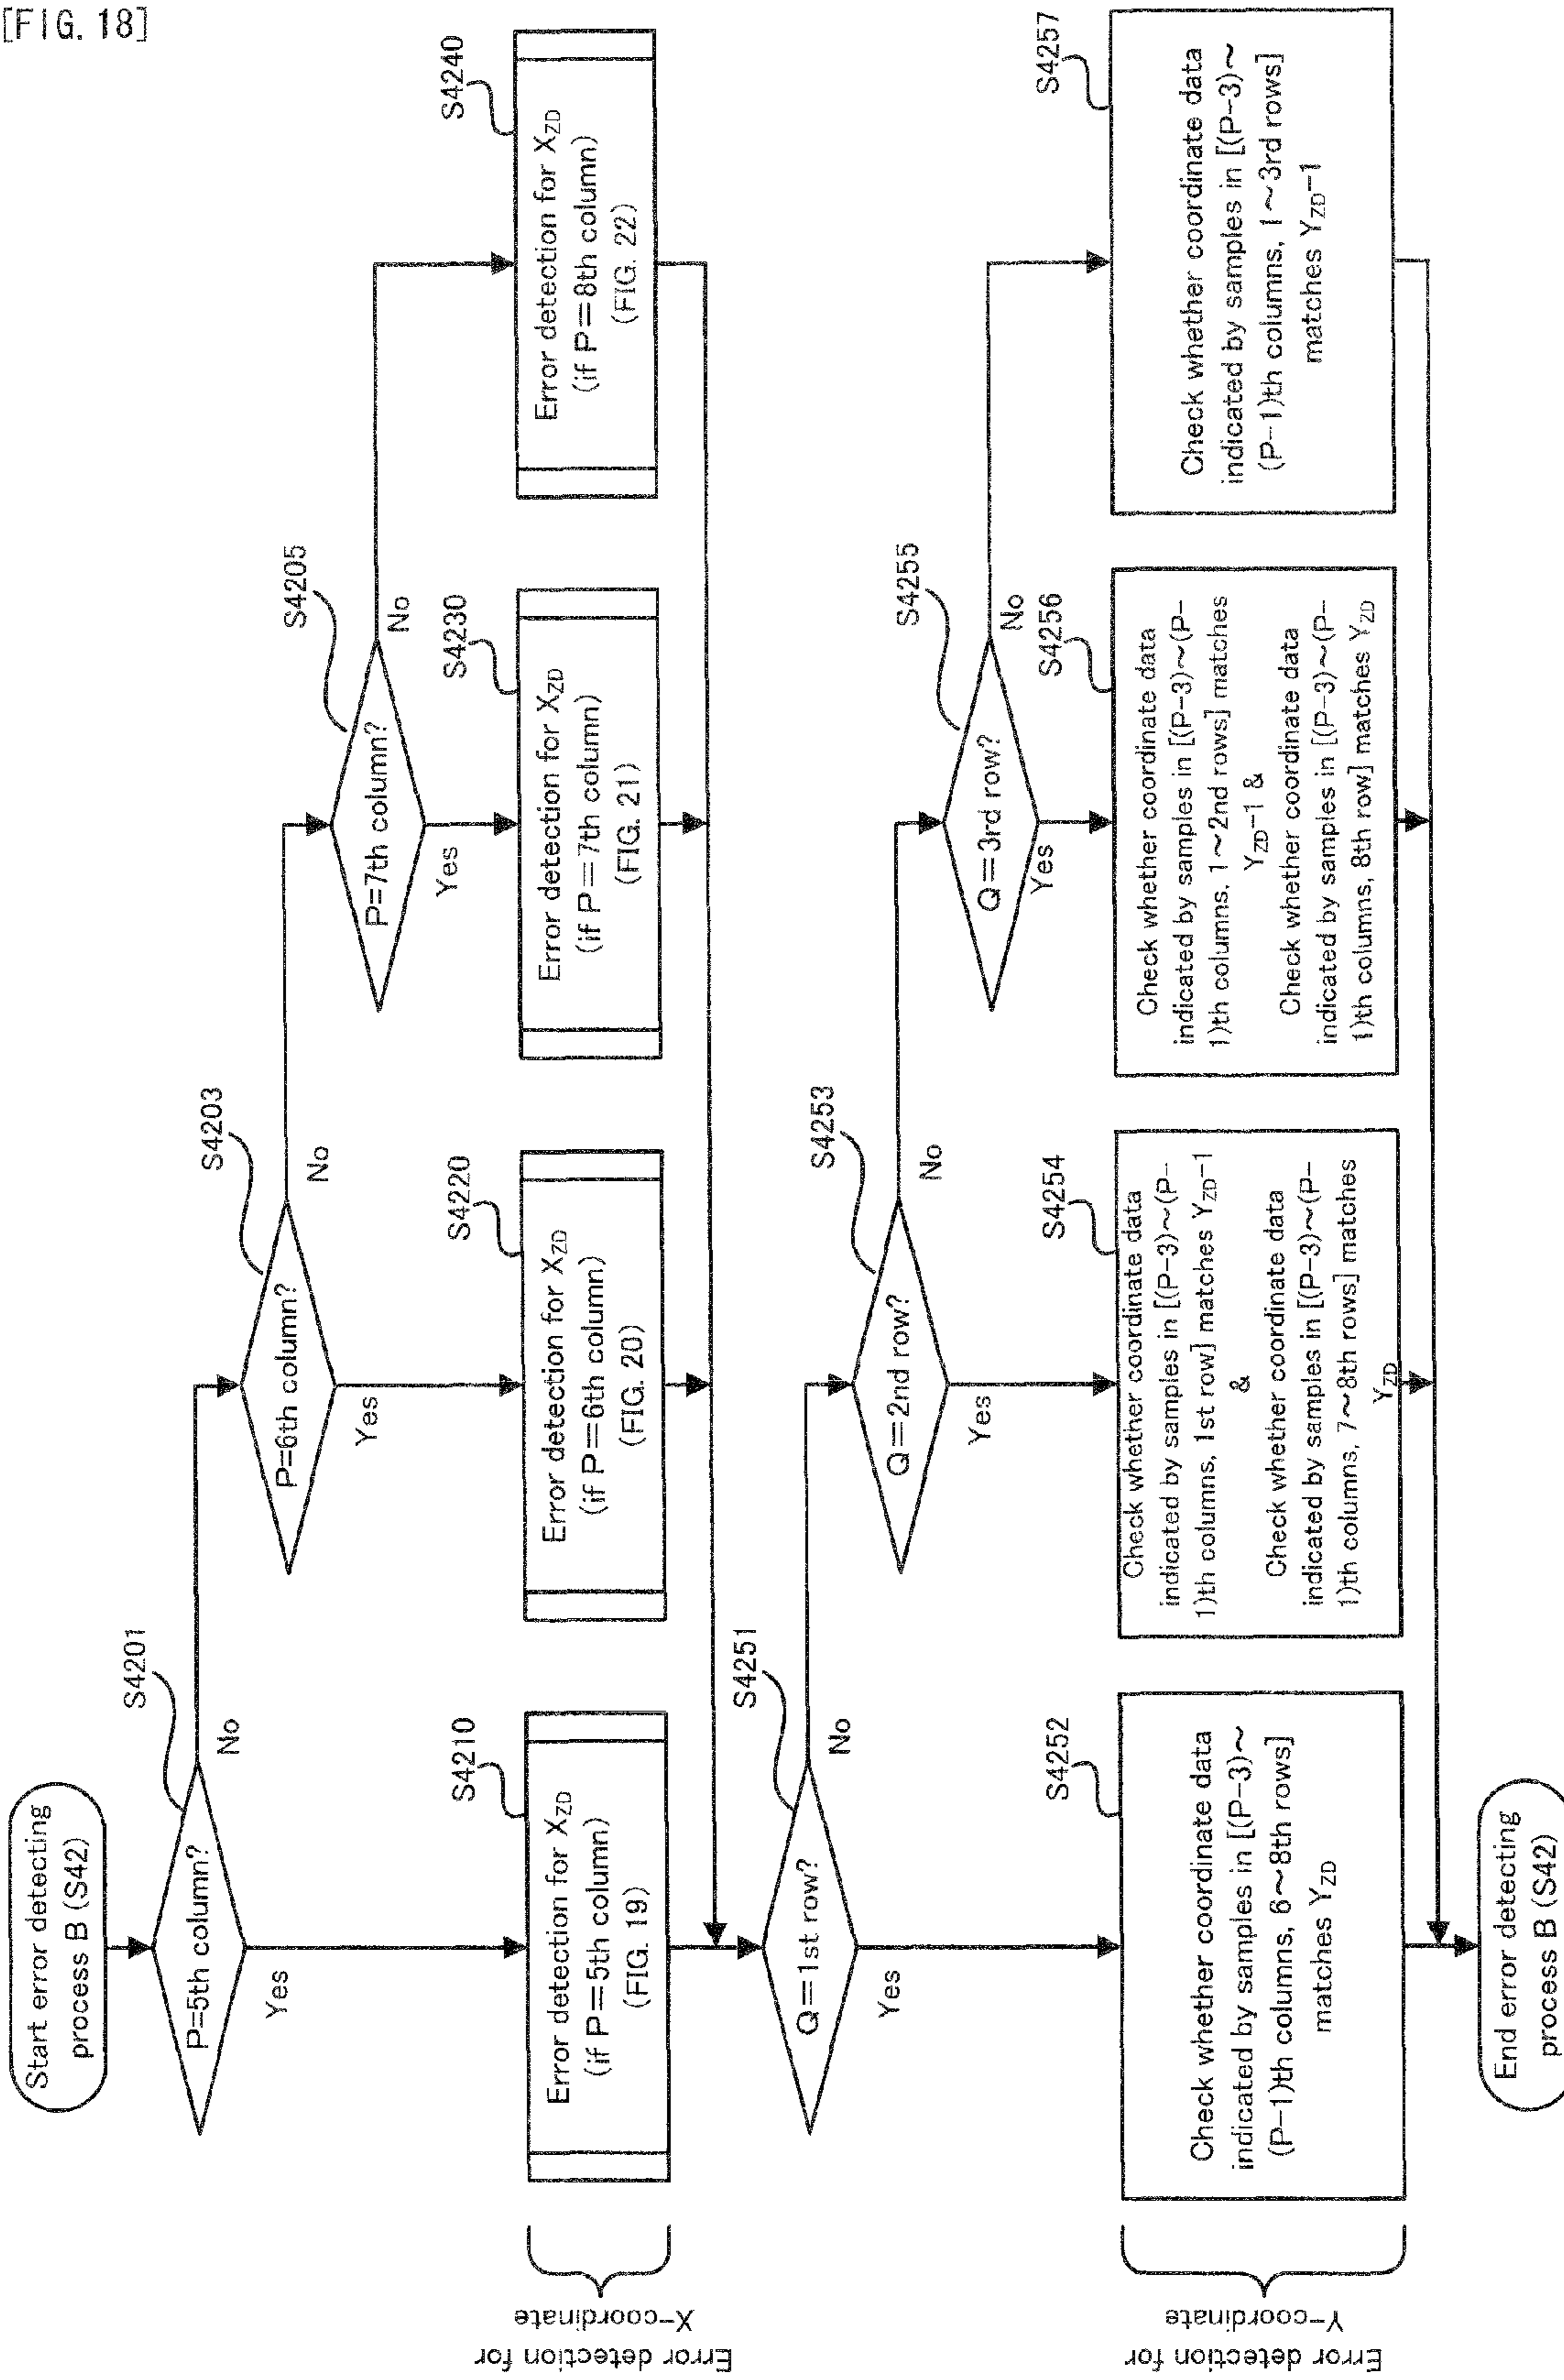 [FIG. 18]
Start error detecting
process B (S42)
S4201
P=5th column?
No
Yes
S4203
P=6th column?
No
Yes
S4205
P=7th column?
No
Yes
S4210
Error detection for XZD
(if P=5th column)
(FIG. 19)
S4220
Error detection for XZD
(if P=6th column)
(FIG. 20)
S4230
Error detection for XZD
(if P=7th column)
(FIG. 21)
S4240
Error detection for XZD
(if P=8th column)
(FIG. 22)
Error detection for
X-coordinate
S4251
Q=1st row?
No
Yes
S4253
Q=2nd row?
No
Yes
S4255
Q=3rd row?
No
Yes
S4252
Check whether coordinate data
indicated by samples in [(P-3)~
(P-1)th columns, 6~8th rows]
matches YZD
S4254
Check whether coordinate data
indicated by samples in [(P-3)~(P-
1)th columns, 1st row] matches YZD-1
&
Check whether coordinate data
indicated by samples in [(P-3)~(P-
1)th columns, 7~8th rows] matches
YZD
S4256
Check whether coordinate data
indicated by samples in [(P-3)~(P-
1)th columns, 1~2nd rows] matches
YZD-1 &
Check whether coordinate data
indicated by samples in [(P-3)~(P-
1)th columns, 8th row] matches YZD
S4257
Check whether coordinate data
indicated by samples in [(P-3)~
(P-1)th columns, 1~3rd rows]
matches YZD-1
Error detection for
Y-coordinate
End error detecting
process B (S42)